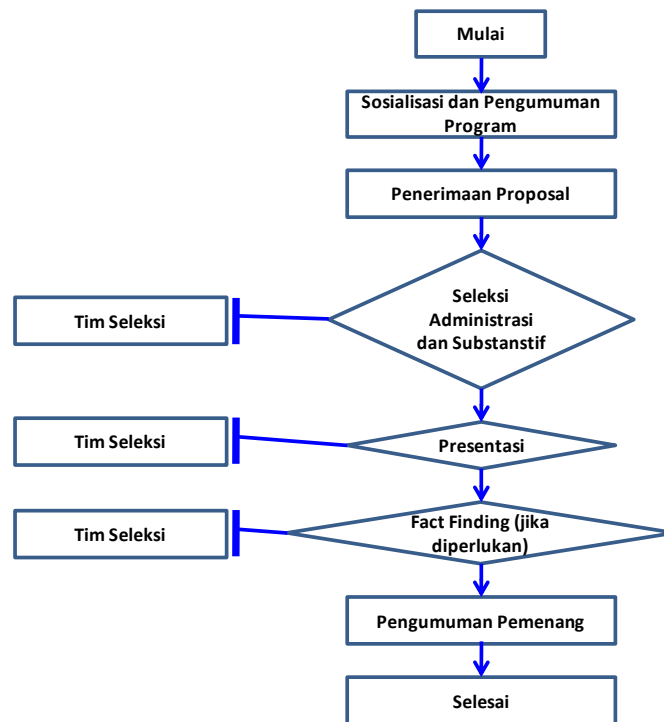 Mulai
Sosialisasi dan Pengumuman
Program
Penerimaan Proposal
Seleksi
Administrasi
dan Substanstif
Tim Seleksi
Presentasi
Tim Seleksi
Fact Finding (jika
diperlukan)
Tim Seleksi
Pengumuman Pemenang
Selesai